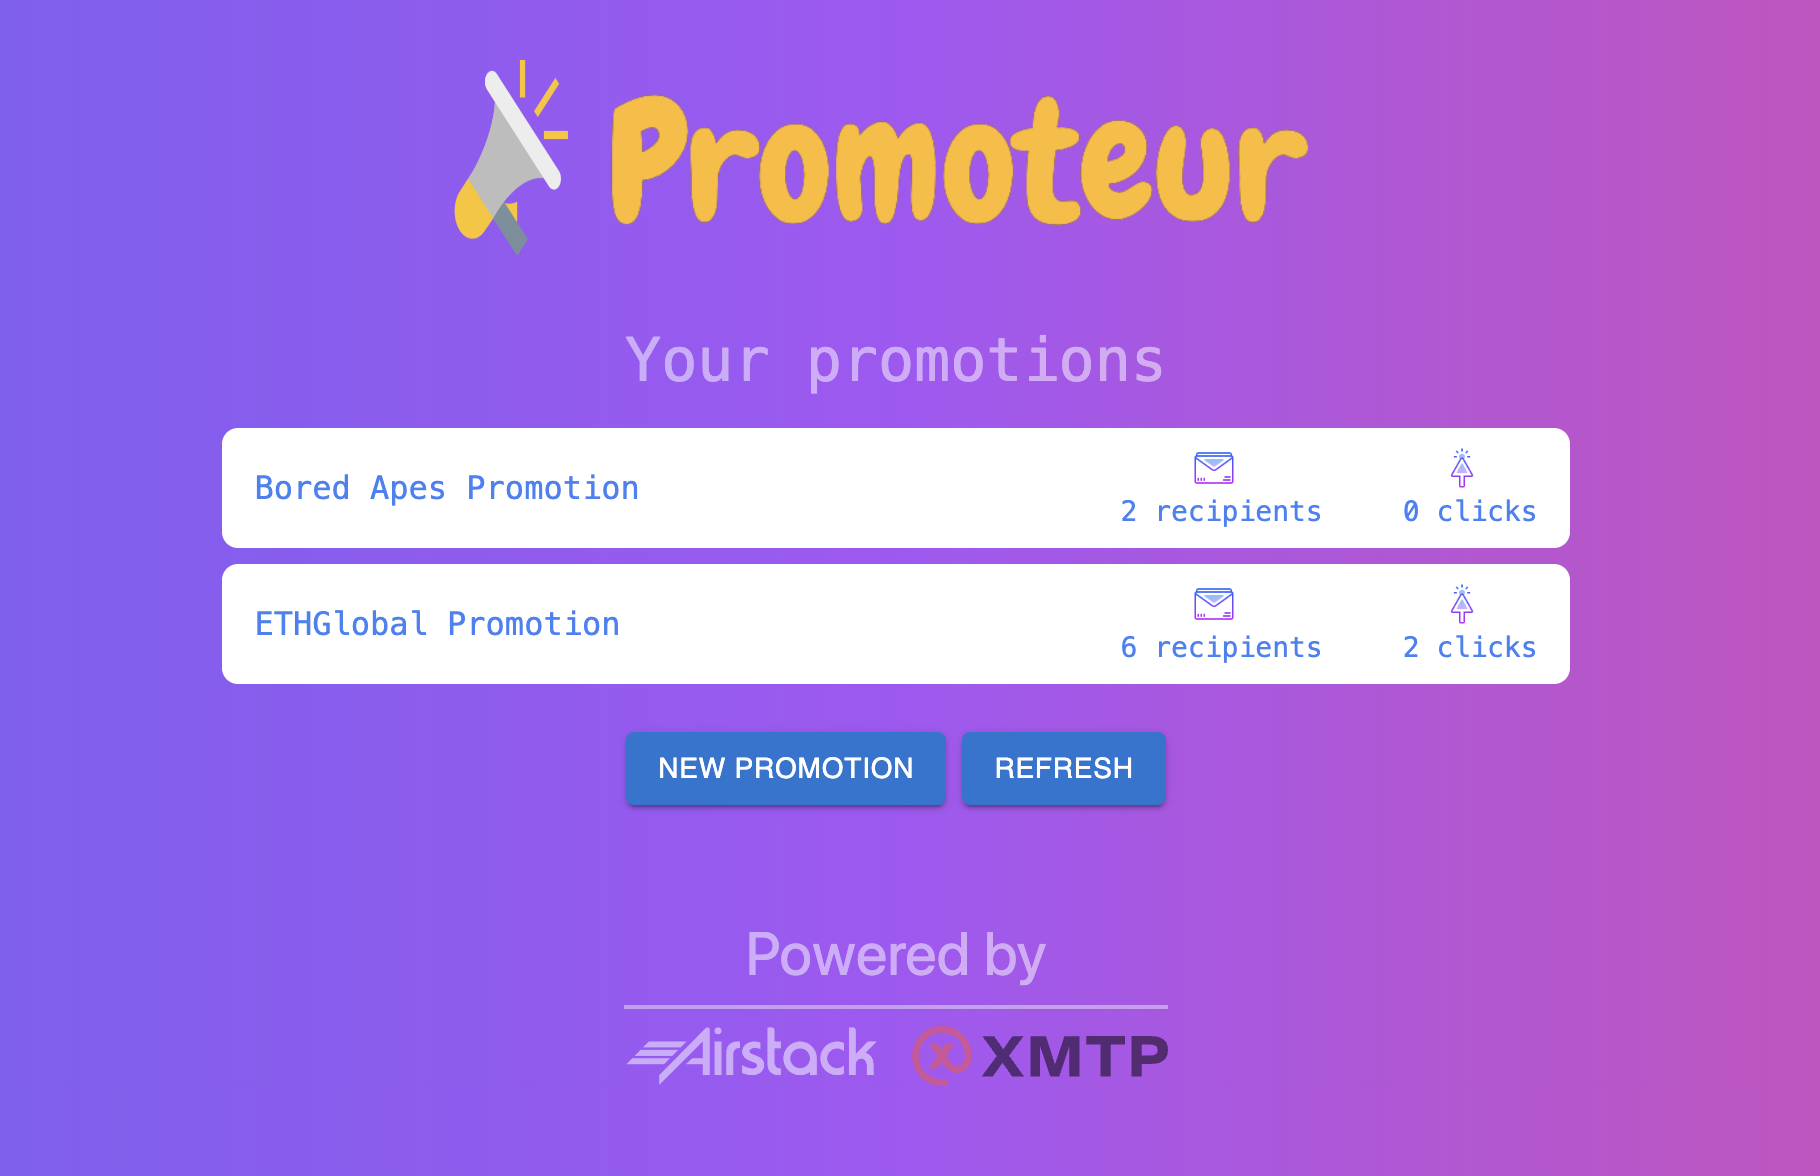 Promoteur
Your promotions
Bored Apes Promotion
2 recipients
0 clicks
ETHGlobal Promotion
6 recipients
2 clicks
NEW PROMOTION
REFRESH
Powered by
Airstack
XMTP